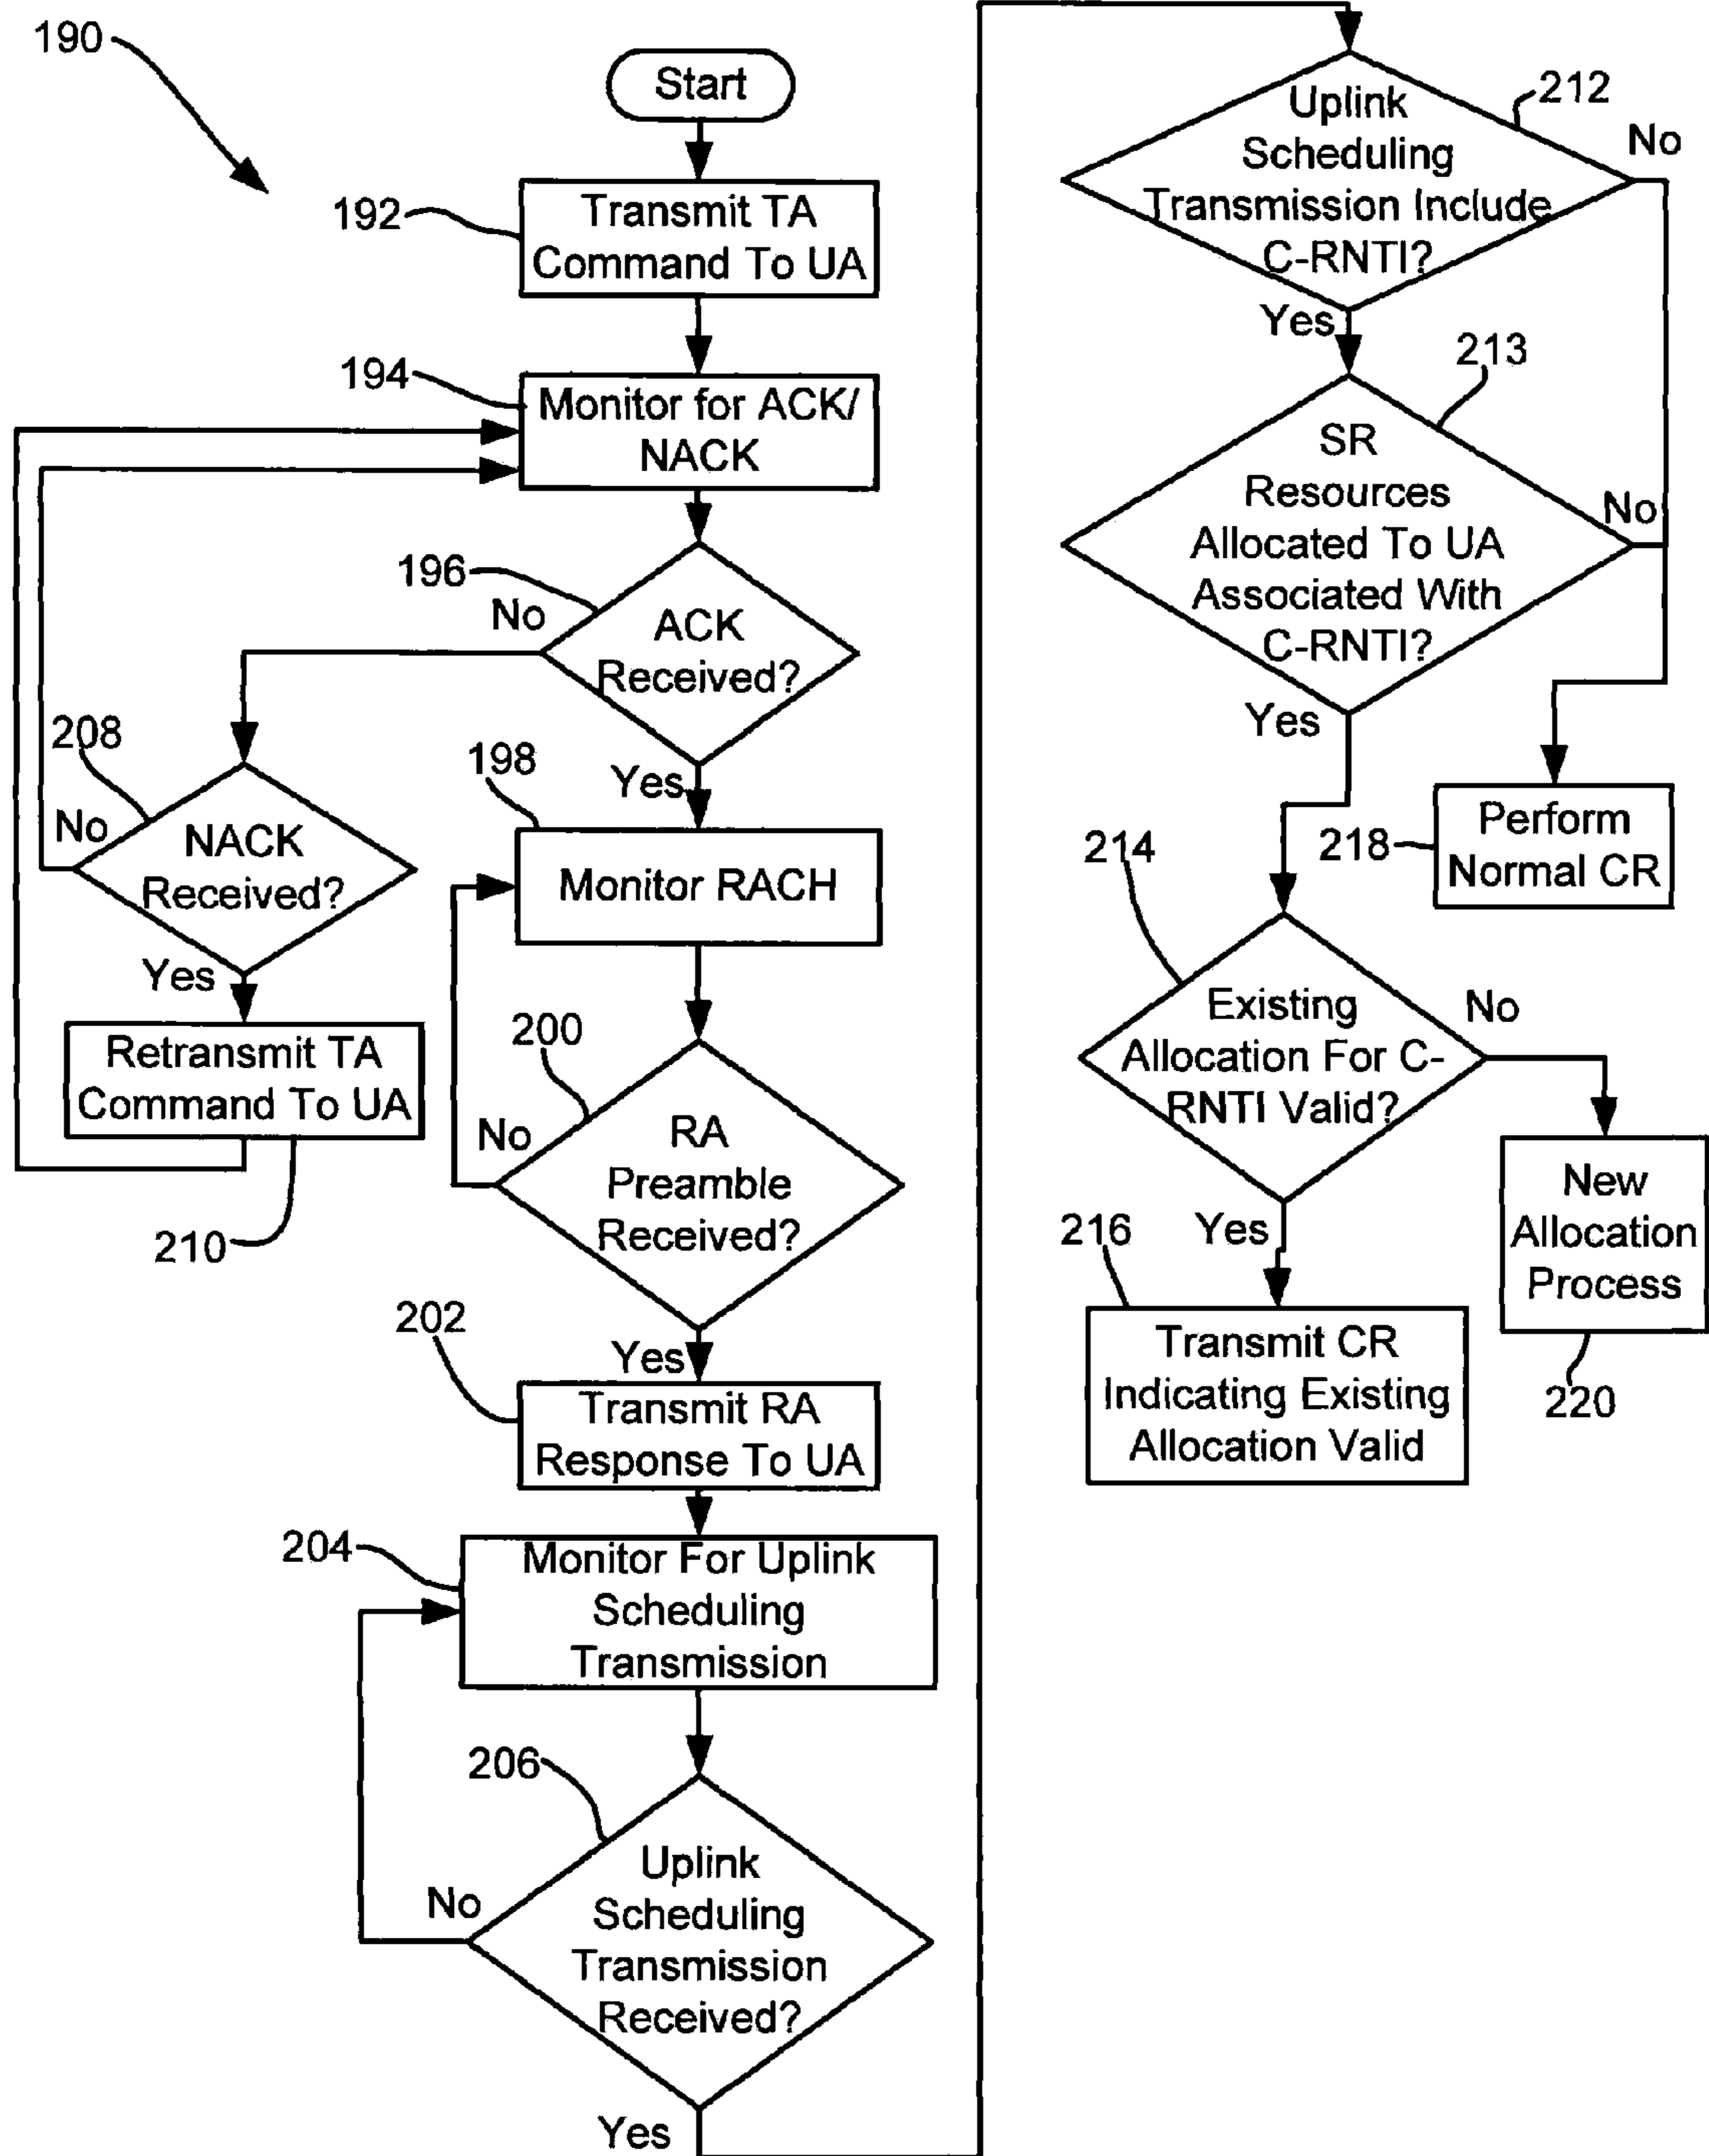 190
Start
192
Transmit TA
Command To UA
194
Monitor for ACK/
NACK
196
No
ACK
Received?
Yes
208
No
NACK
Received?
Yes
Retransmit TA
Command To UA
210
198
Monitor RACH
200
No
RA
Preamble
Received?
Yes
202
Transmit RA
Response To UA
204
Monitor For Uplink
Scheduling
Transmission
206
No
Uplink
Scheduling
Transmission
Received?
Yes
212
Uplink
Scheduling
Transmission Include
C-RNTI?
No
Yes
213
SR
Resources
Allocated To UA
Associated With
C-RNTI?
No
Yes
218
Perform
Normal CR
214
Existing
Allocation For C-
RNTI Valid?
No
Yes
216
Transmit CR
Indicating Existing
Allocation Valid
New
Allocation
Process
220